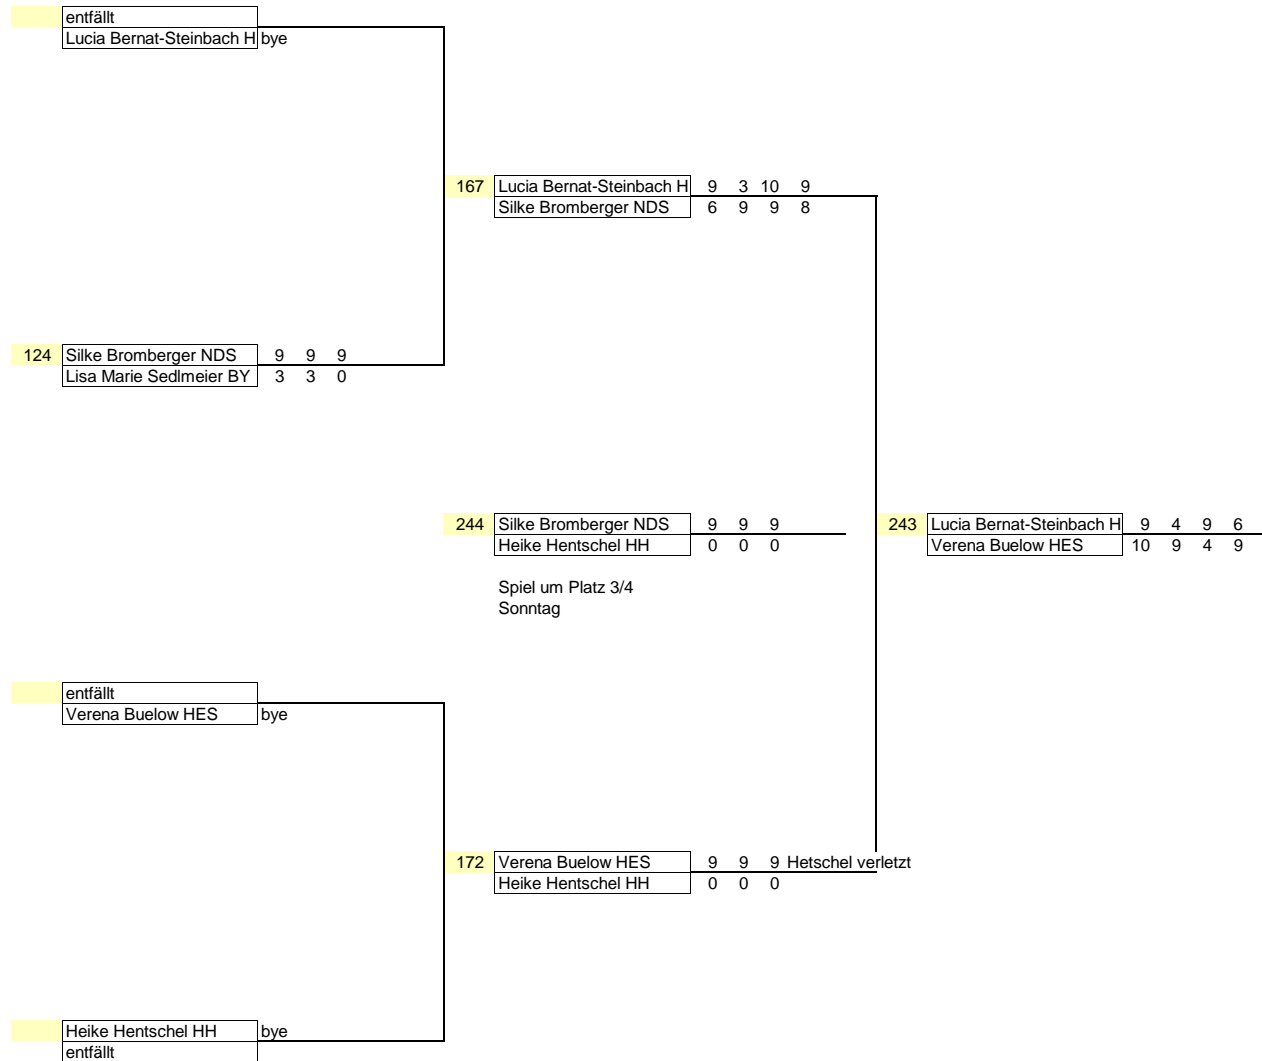 entfällt
Lucia Bernat-Steinbach H bye
167 Lucia Bernat-Steinbach H 9 3 10 9
Silke Bromberger NDS 6 9 9 8
124 Silke Bromberger NDS 9 9 9
Lisa Marie Sedlmeier BY 3 3 0
244 Silke Bromberger NDS 9 9 9
Heike Hentschel HH 0 0 0
243 Lucia Bernat-Steinbach H 9 4 9 6
Verena Buelow HES 10 9 4 9
Spiel um Platz 3/4
Sonntag
entfällt
Verena Buelow HES bye
172 Verena Buelow HES 9 9 9 Hetschel verletzt
Heike Hentschel HH 0 0 0
Heike Hentschel HH bye
entfällt